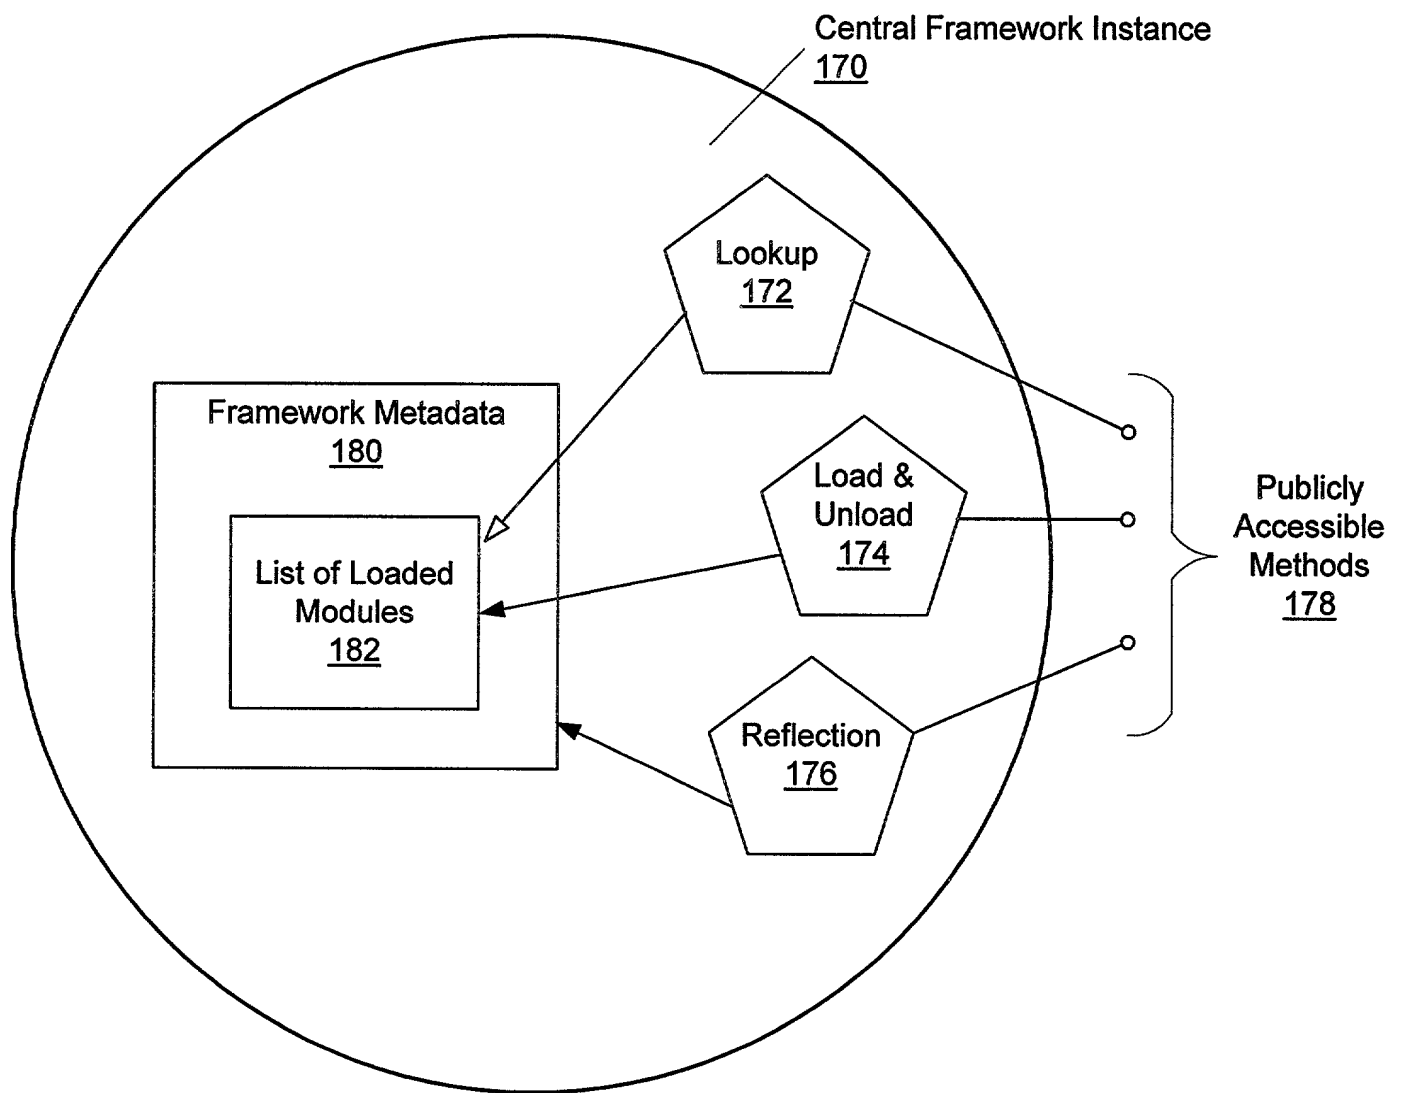 Central Framework Instance
170
Lookup
172
Framework Metadata
180
Load &
Unload
174
List of Loaded
Modules
182
Reflection
176
Publicly
Accessible
Methods
178